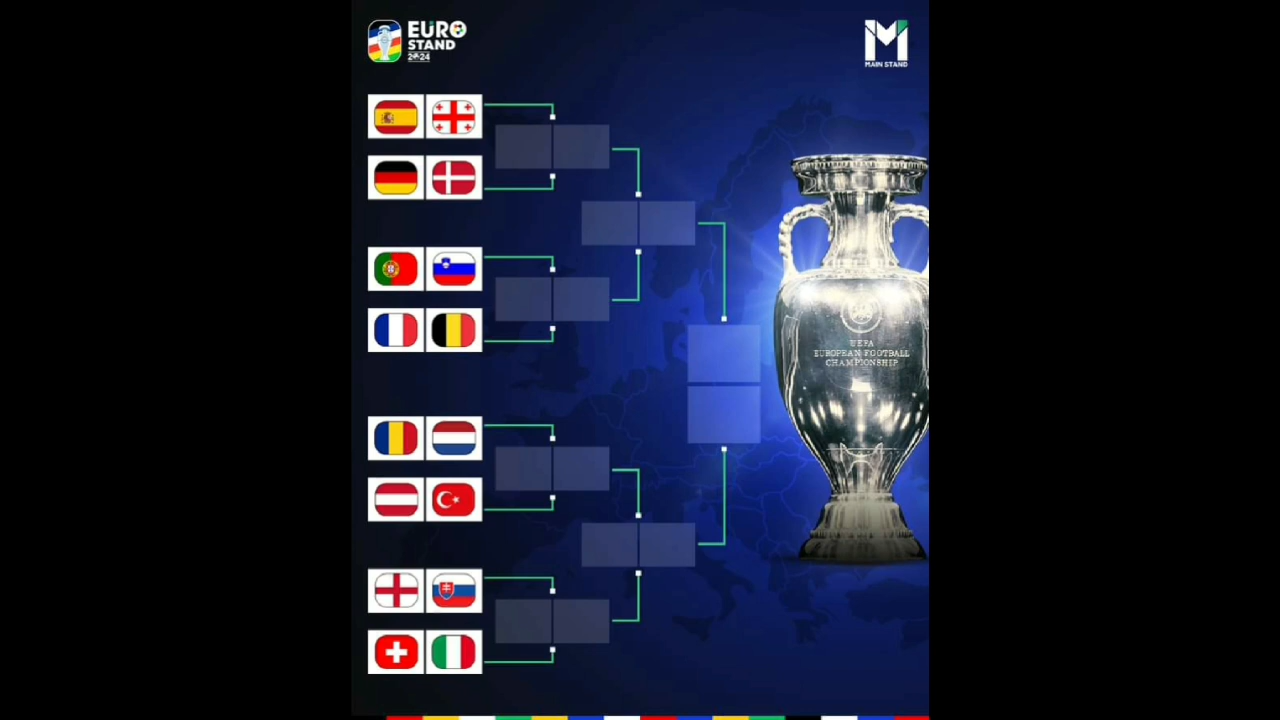 EURO
STAND
2024
MAIN STAND
UEFA
EUROPEAN FOOTBALL
CHAMPIONSHIP